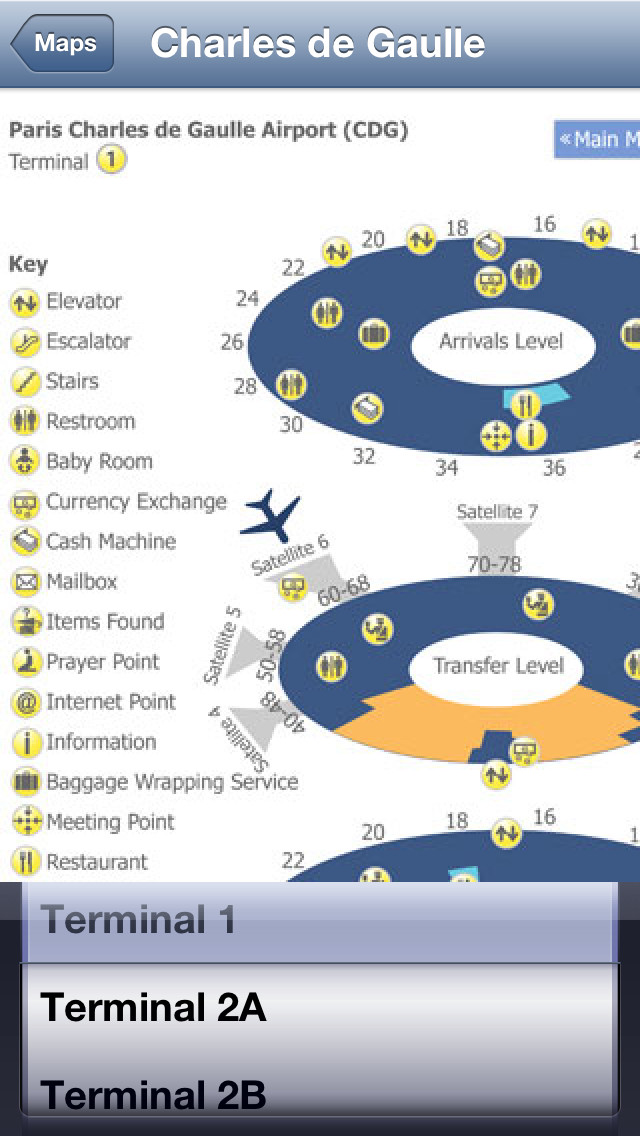 Maps
Charles de Gaulle
Paris Charles de Gaulle Airport (CDG)
Terminal 1
«Main M
Key
Elevator
Escalator
Stairs
Restroom
Baby Room
Currency Exchange
Cash Machine
Mailbox
Items Found
Prayer Point
Internet Point
Information
Baggage Wrapping Service
Meeting Point
Restaurant
16
18
20
22
24
26
28
30
32
34
36
Arrivals Level
Satellite 7
70-78
Satellite 6
60-68
Satellite 5
50-58
Satellite 4
40-48
Transfer Level
16
18
20
22
Terminal 1
Terminal 2A
Terminal 2B